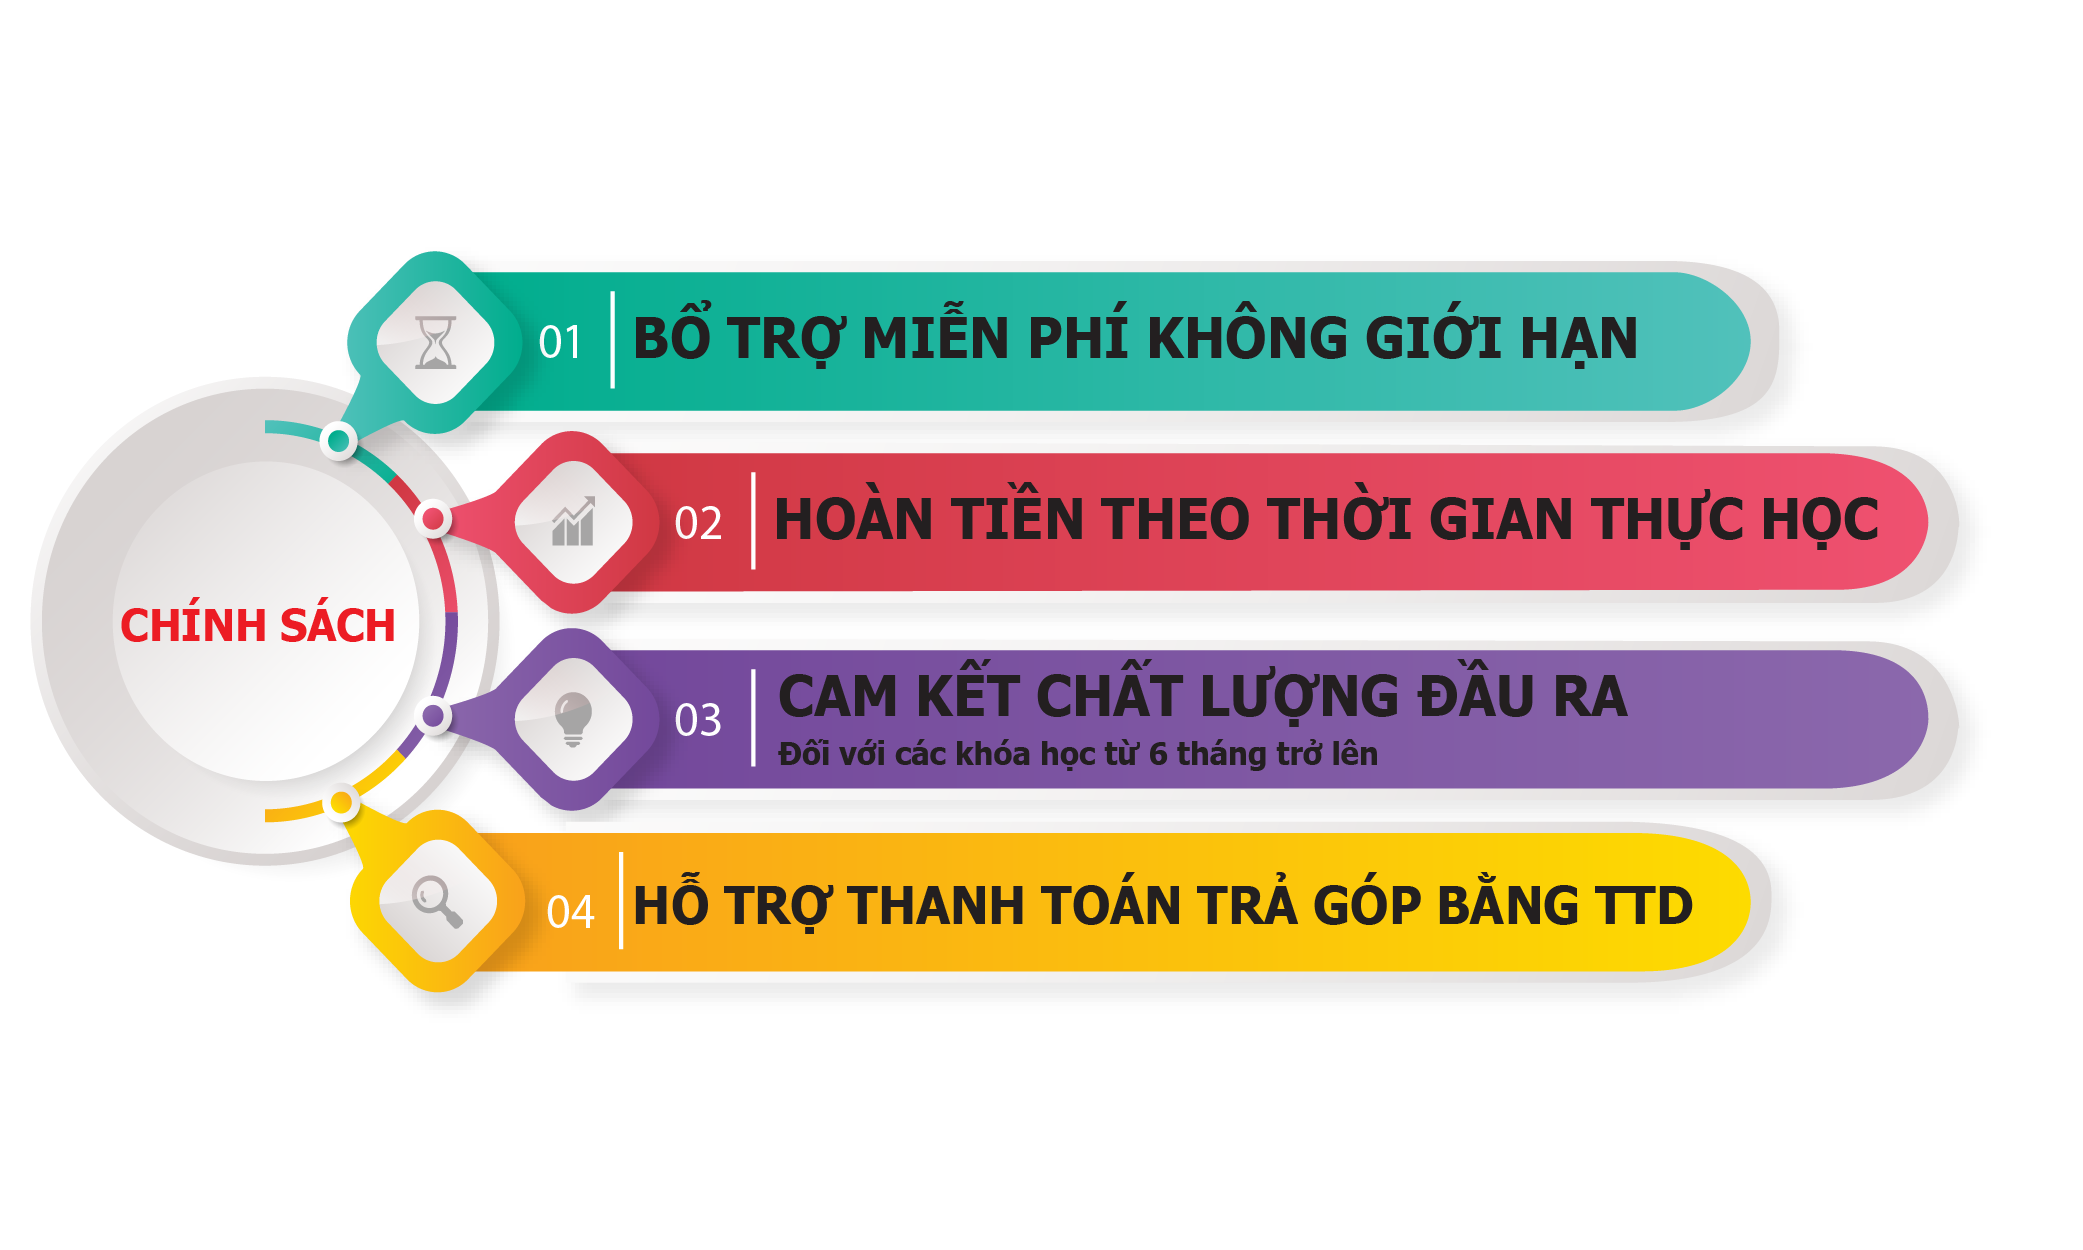 CHÍNH SÁCH
01
BỔ TRỢ MIỄN PHÍ KHÔNG GIỚI HẠN
02
HOÀN TIỀN THEO THỜI GIAN THỰC HỌC
03
CAM KẾT CHẤT LƯỢNG ĐẦU RA
Đối với các khóa học từ 6 tháng trở lên
04
HỖ TRỢ THANH TOÁN TRẢ GÓP BẰNG TTD